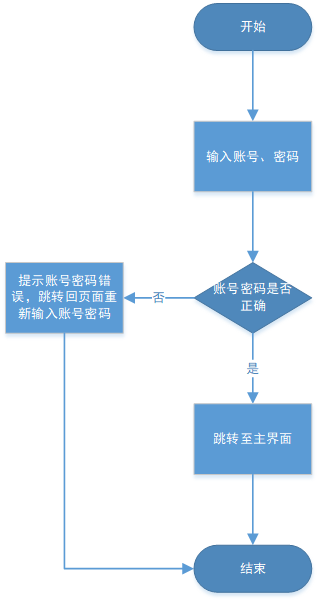 开始
输入账号、密码
账号密码是否
正确
否
提示账号密码错
误，跳转回页面重
新输入账号密码
是
跳转至主界面
结束